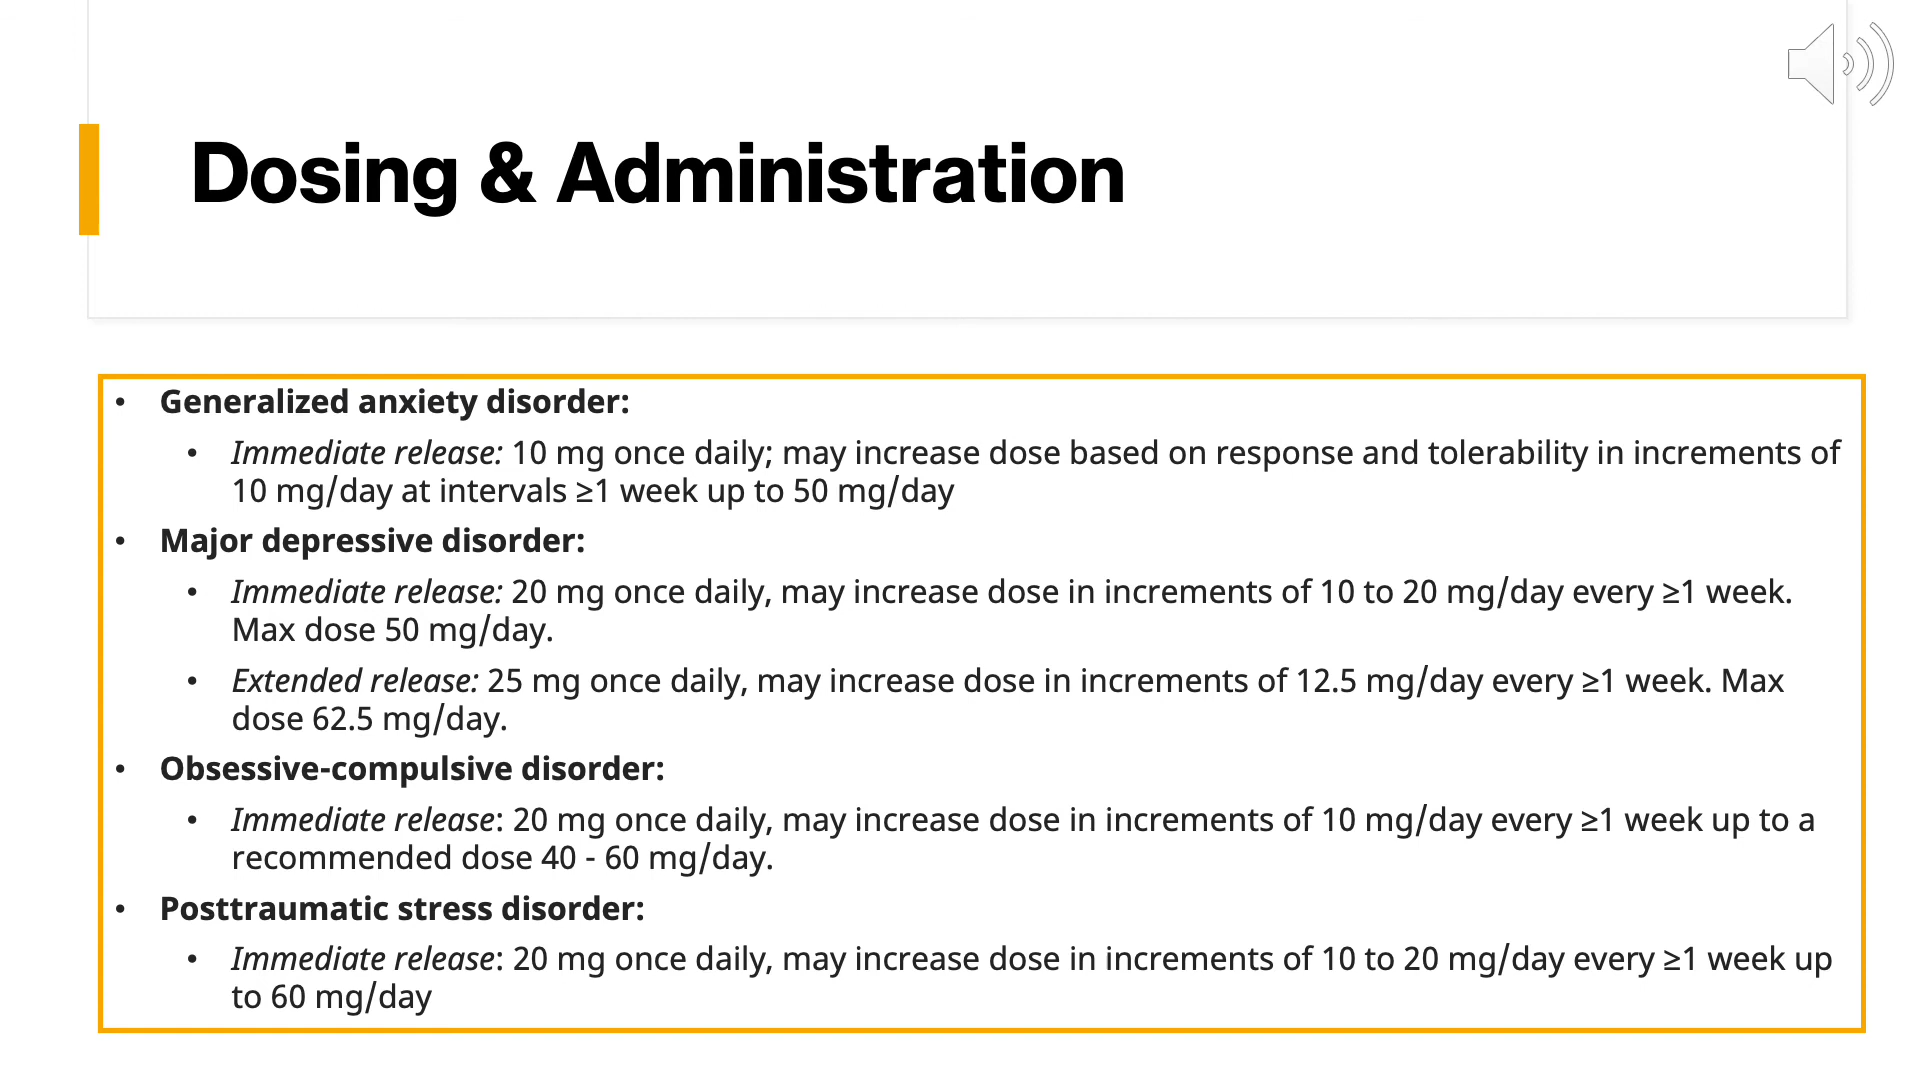 Dosing & Administration
• Generalized anxiety disorder:
• Immediate release: 10 mg once daily; may increase dose based on response and tolerability in increments of
10 mg/day at intervals ≥1 week up to 50 mg/day
• Major depressive disorder:
• Immediate release: 20 mg once daily, may increase dose in increments of 10 to 20 mg/day every ≥1 week.
Max dose 50 mg/day.
• Extended release: 25 mg once daily, may increase dose in increments of 12.5 mg/day every ≥1 week. Max
dose 62.5 mg/day.
• Obsessive-compulsive disorder:
• Immediate release: 20 mg once daily, may increase dose in increments of 10 mg/day every ≥1 week up to a
recommended dose 40 - 60 mg/day.
• Posttraumatic stress disorder:
• Immediate release: 20 mg once daily, may increase dose in increments of 10 to 20 mg/day every ≥1 week up
to 60 mg/day